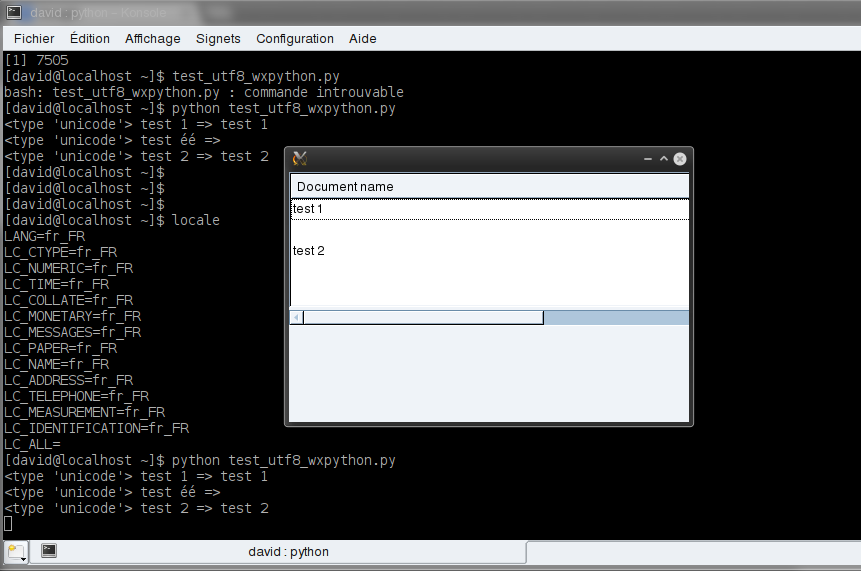 david : python – Konsole
Fichier Édition Affichage Signets Configuration Aide
[1] 7505
[david@localhost ~]$ test_utf8_wxpython.py
bash: test_utf8_wxpython.py : commande introuvable
[david@localhost ~]$ python test_utf8_wxpython.py
<type 'unicode'> test 1 => test 1
<type 'unicode'> test éé =>
<type 'unicode'> test 2 => test 2
[david@localhost ~]$
[david@localhost ~]$
[david@localhost ~]$
[david@localhost ~]$ locale
LANG=fr_FR
LC_CTYPE=fr_FR
LC_NUMERIC=fr_FR
LC_TIME=fr_FR
LC_COLLATE=fr_FR
LC_MONETARY=fr_FR
LC_MESSAGES=fr_FR
LC_PAPER=fr_FR
LC_NAME=fr_FR
LC_ADDRESS=fr_FR
LC_TELEPHONE=fr_FR
LC_MEASUREMENT=fr_FR
LC_IDENTIFICATION=fr_FR
LC_ALL=
[david@localhost ~]$ python test_utf8_wxpython.py
<type 'unicode'> test 1 => test 1
<type 'unicode'> test éé =>
<type 'unicode'> test 2 => test 2
Document name
test 1
test 2
david : python